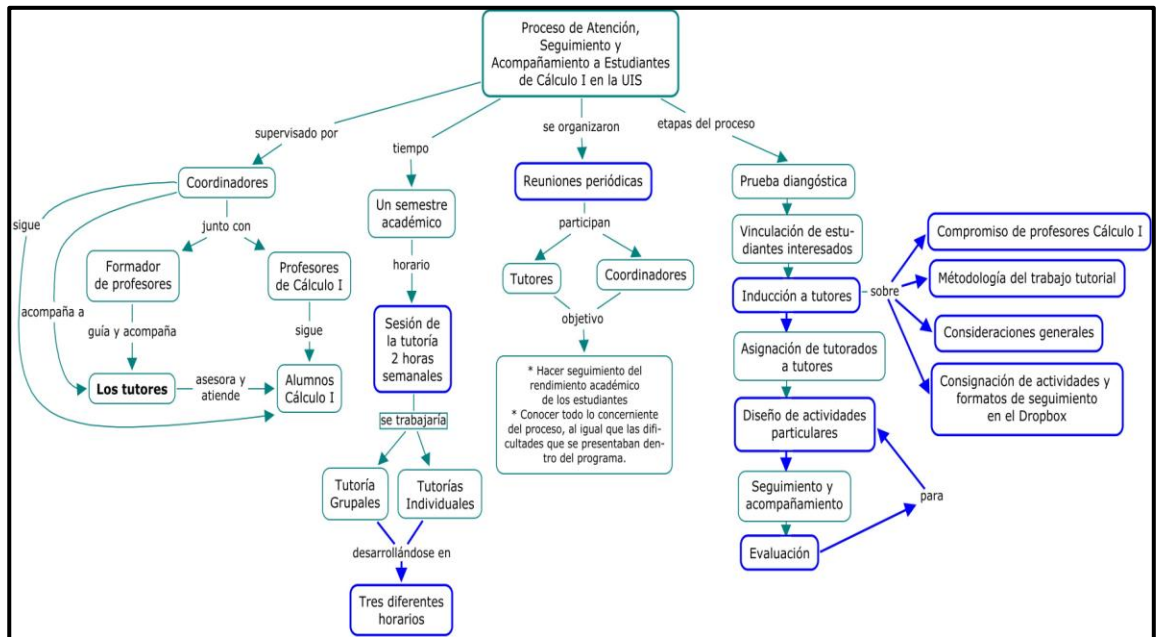 Proceso de Atención,
Seguimiento y
Acompañamiento a Estudiantes
de Cálculo I en la UIS
supervisado por
tiempo
se organizaron
etapas del proceso
Coordinadores
sigue
acompaña a
junto con
Formador
de profesores
Profesores
de Cálculo I
guía y acompaña
sigue
Los tutores
asesora y
atiende
Alumnos
Cálculo I
Un semestre
académico
horario
Sesión de
la tutoría
2 horas
semanales
se trabajaría
Tutoría
Grupales
Tutorías
Individuales
desarrollándose en
Tres diferentes
horarios
Reuniones periódicas
participan
Tutores
Coordinadores
objetivo
* Hacer seguimiento del
rendimiento académico
de los estudiantes
* Conocer todo lo concerniente
del proceso, al igual que las difi-
cultades que se presentaban den-
tro del programa.
Prueba diangóstica
Vinculación de estu-
diantes interesados
Inducción a tutores
sobre
Compromiso de profesores Cálculo I
Métodología del trabajo tutorial
Consideraciones generales
Consignación de actividades y
formatos de seguimiento
en el Dropbox
Asignación de tutorados
a tutores
Diseño de actividades
particulares
Seguimiento y
acompañamiento
Evaluación
para